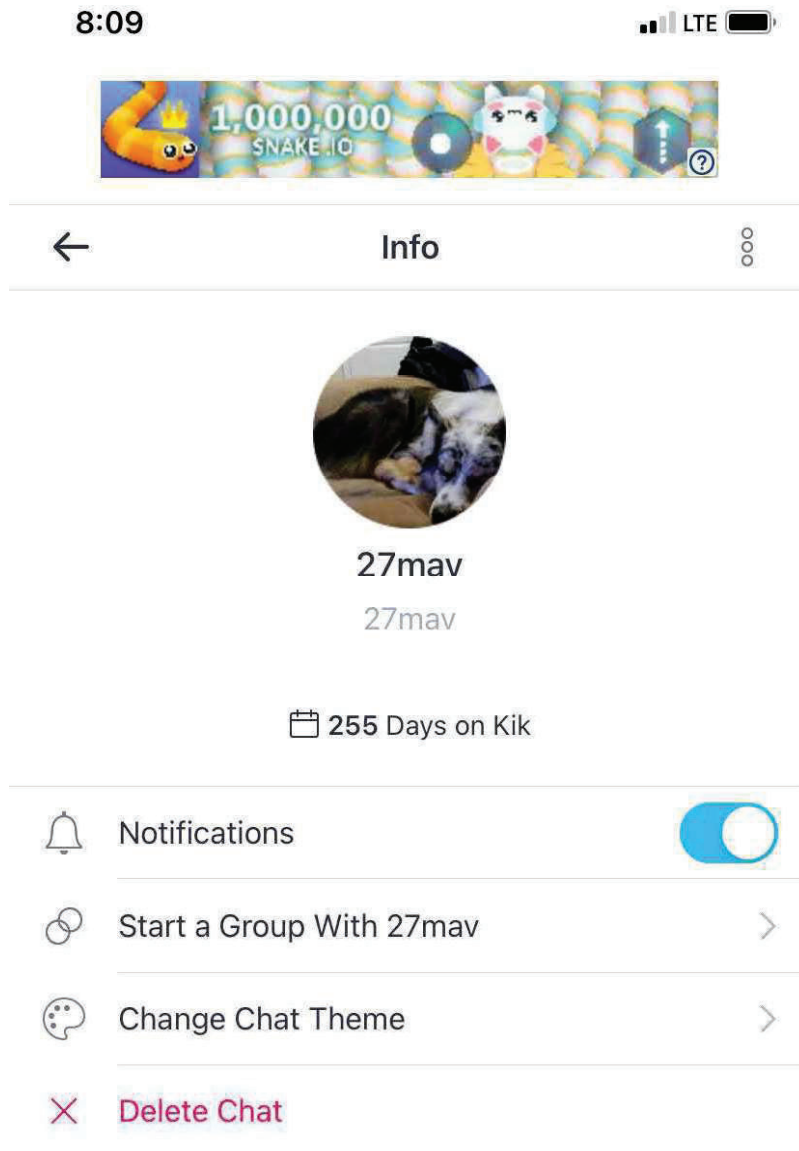 8:09
LTE
1,000,000
SNAKE.IO
Info
27mav
27mav
255 Days on Kik
Notifications
Start a Group With 27mav
Change Chat Theme
Delete Chat